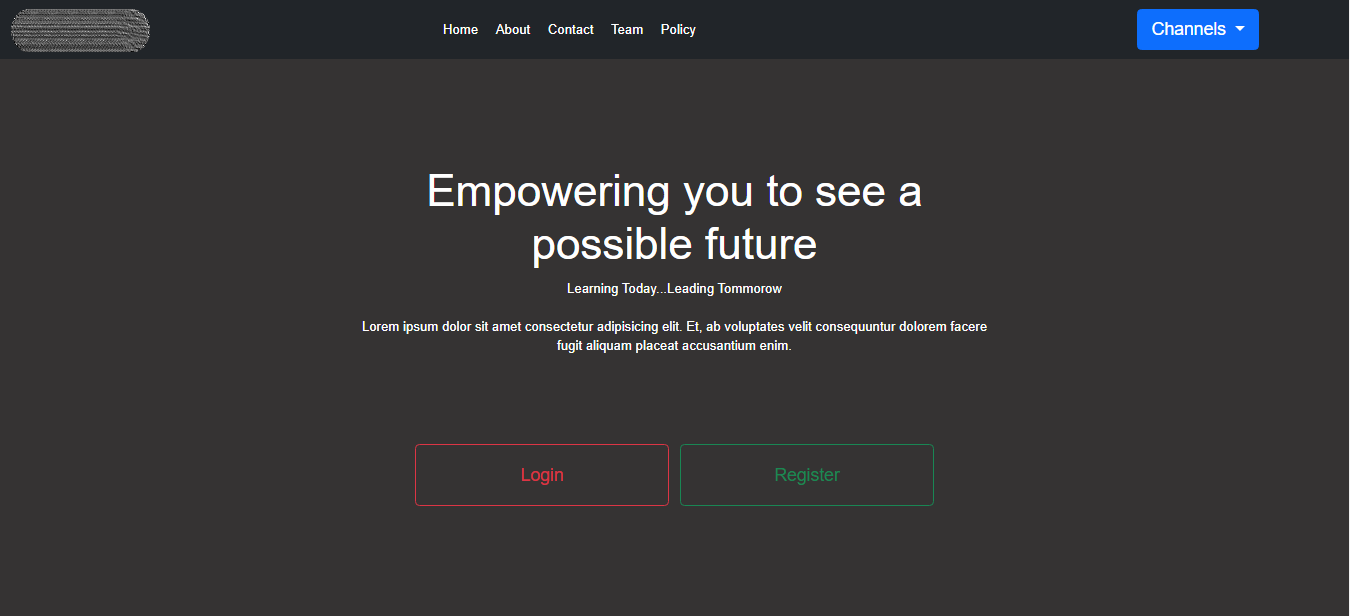 Home About Contact Team Policy Channels
Empowering you to see a
possible future
Learning Today...Leading Tommorow
Lorem ipsum dolor sit amet consectetur adipisicing elit. Et, ab voluptates velit consequuntur dolorem facere
fugit aliquam placeat accusantium enim.
Login Register